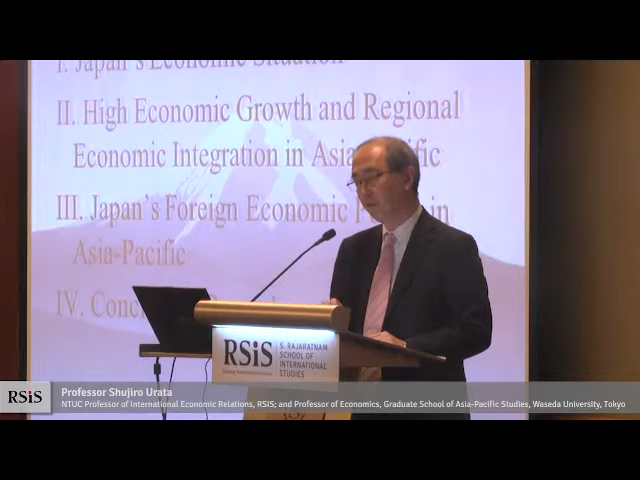 I. Japan's Economic Situation
II. High Economic Growth and Regional
Economic Integration in Asia
III. Japan's Foreign Economic in
Asia-Pacific
IV.
RSiS
S. RAJARATNAM
SCHOOL OF
INTERNATIONAL
STUDIES
RSiS
Professor Shujiro Urata
NTUC Professor of International Economic Relations, RSIS; and Professor of Economics, Graduate School of Asia-Pacific Studies, Waseda University, Tokyo